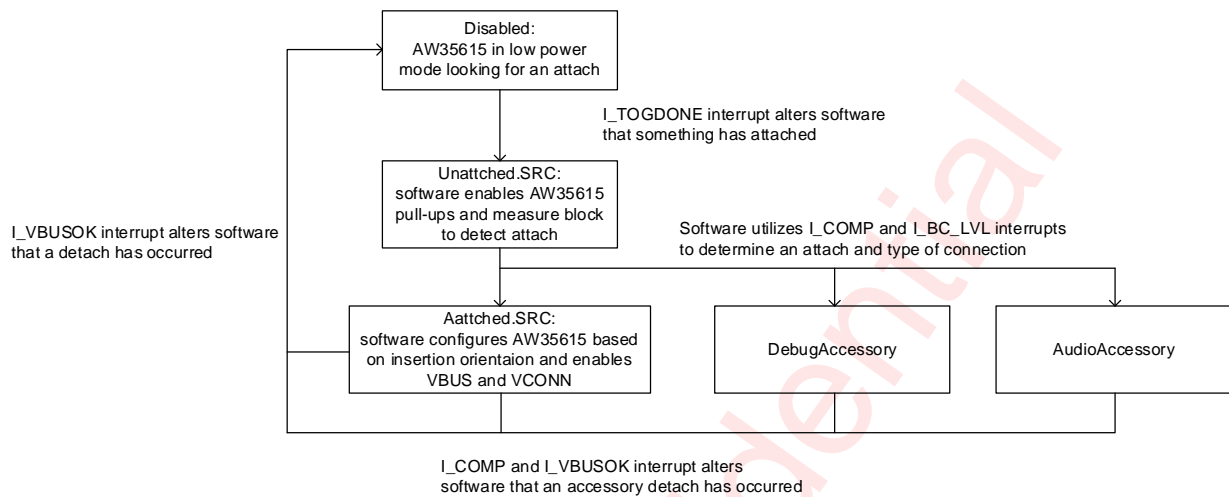 Disabled:
AW35615 in low power
mode looking for an attach
I_TOGDONE interrupt alters software
that something has attached
Unattched.SRC:
software enables AW35615
pull-ups and measure block
to detect attach
I_VBUSOK interrupt alters software
that a detach has occurred
Software utilizes I_COMP and I_BC_LVL interrupts
to determine an attach and type of connection
Aattched.SRC:
software configures AW35615 based
on insertion orientaion and enables
VBUS and VCONN
DebugAccessory
AudioAccessory
I_COMP and I_VBUSOK interrupt alters
software that an accessory detach has occurred
idential